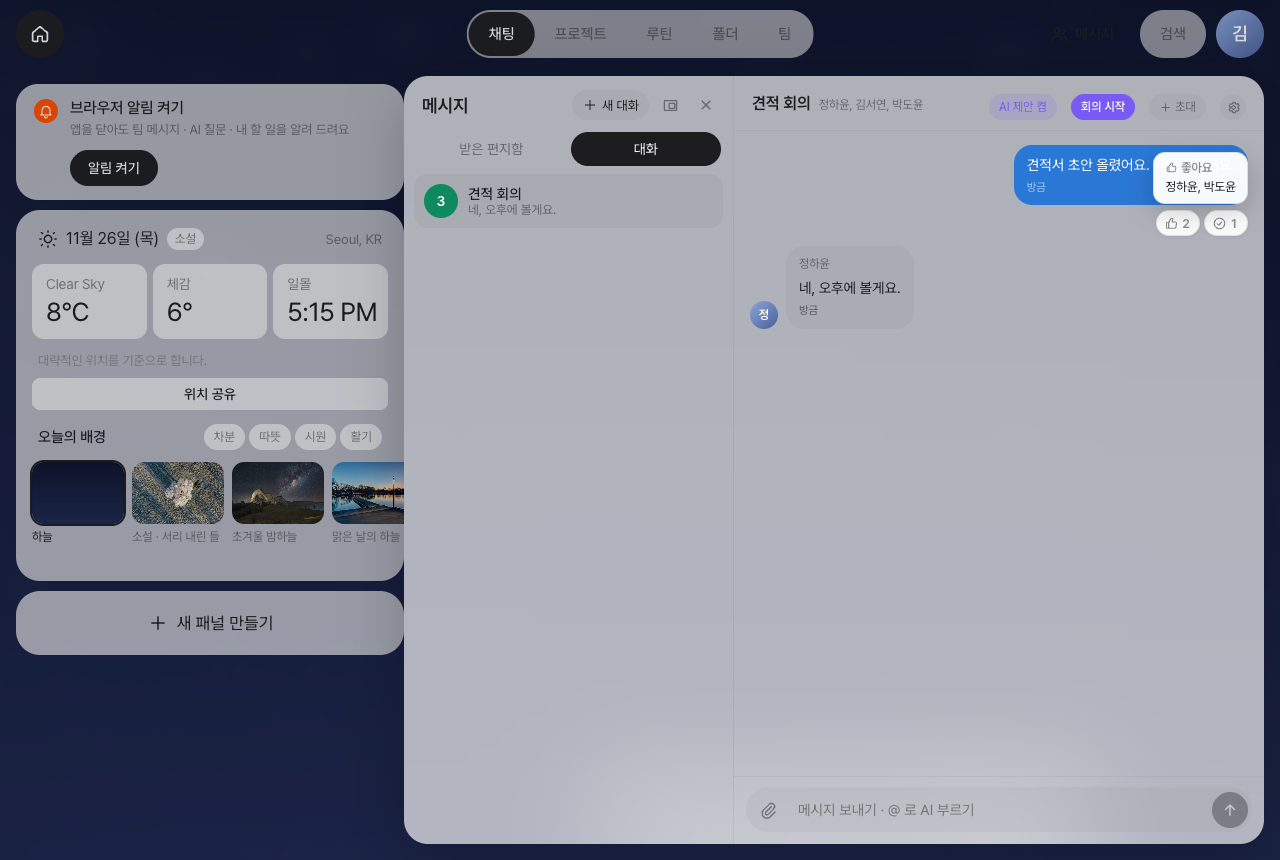 채팅
프로젝트
루틴
폴더
팀
메시지
검색
김
브라우저 알림 켜기
앱을 닫아도 팀 메시지 · AI 질문 · 내 할 일을 알려 드려요
알림 켜기
11월 26일 (목)
소설
Seoul, KR
Clear Sky
8°C
체감
6°
일몰
5:15 PM
대략적인 위치를 기준으로 합니다.
위치 공유
오늘의 배경
차분
따뜻
시원
활기
하늘
소설 · 서리 내린 들
초겨울 밤하늘
맑은 날의 하늘
+ 새 패널 만들기
메시지
+ 새 대화
받은 편지함
대화
3
견적 회의
네, 오후에 볼게요.
견적 회의
정하윤, 김서연, 박도윤
AI 제안 켬
회의 시작
+ 초대
견적서 초안 올렸어요.
방금
좋아요
정하윤, 박도윤
2
1
정하윤
네, 오후에 볼게요.
방금
정
메시지 보내기 · @ 로 AI 부르기